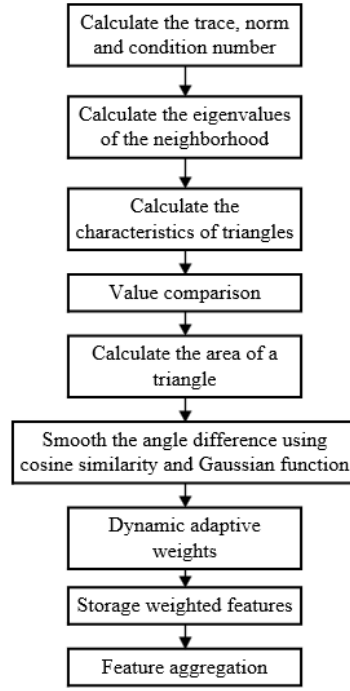 Calculate the trace, norm
and condition number
Calculate the eigenvalues
of the neighborhood
Calculate the
characteristics of triangles
Value comparison
Calculate the area of a
triangle
Smooth the angle difference using
cosine similarity and Gaussian function
Dynamic adaptive
weights
Storage weighted features
Feature aggregation